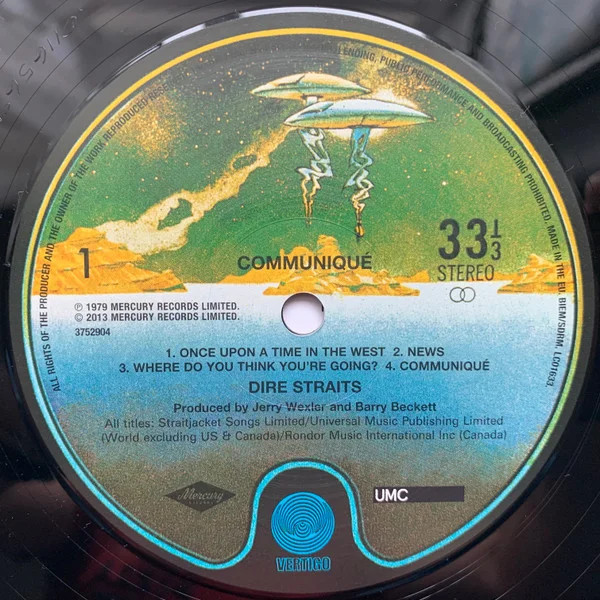 ALL RIGHTS OF THE PRODUCER AND THE OWNER OF THE WORK REPRODUCED
LENDING, PUBLIC PERFORMANCE AND BROADCASTING PROHIBITED. MADE IN THE EU. BIEM/SDRM. LC01633.
1
COMMUNIQUÉ
33 1/3
STEREO
℗ 1979 MERCURY RECORDS LIMITED.
© 2013 MERCURY RECORDS LIMITED.
3752904
1. ONCE UPON A TIME IN THE WEST 2. NEWS
3. WHERE DO YOU THINK YOU'RE GOING? 4. COMMUNIQUÉ
DIRE STRAITS
Produced by Jerry Wexler and Barry Beckett
All titles: Straitjacket Songs Limited/Universal Music Publishing Limited
(World excluding US & Canada)/Rondor Music International Inc (Canada)
Mercury
UMC
VERTIGO